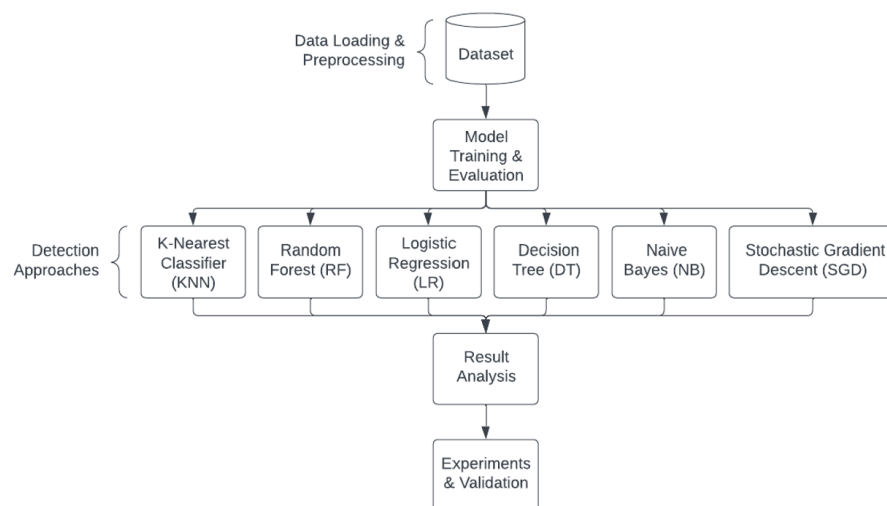 Data Loading &
Preprocessing
Dataset
Model
Training &
Evaluation
Detection
Approaches
K-Nearest
Classifier
(KNN)
Random
Forest (RF)
Logistic
Regression
(LR)
Decision
Tree (DT)
Naive
Bayes (NB)
Stochastic Gradient
Descent (SGD)
Result
Analysis
Experiments
& Validation